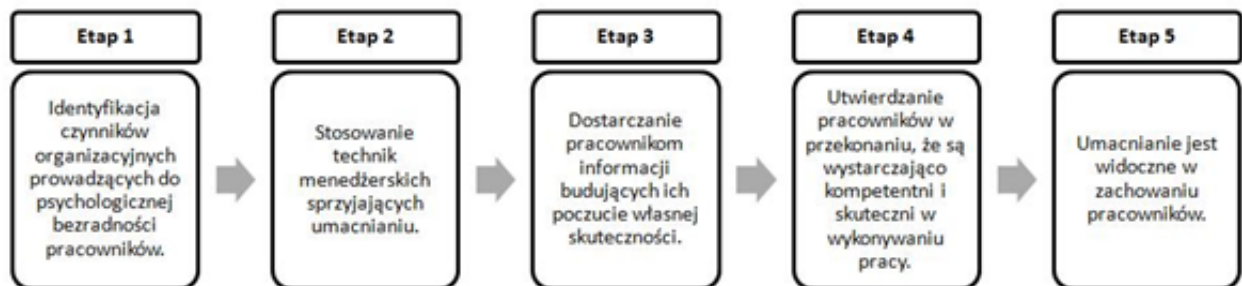 Etap 1
Identyfikacja
czynników
organizacyjnych
prowadzących do
psychologicznej
bezradności
pracowników.
Etap 2
Stosowanie
technik
menedżerskich
sprzyjających
umacnianiu.
Etap 3
Dostarczanie
pracownikom
informacji
budujących ich
poczucie własnej
skuteczności.
Etap 4
Utwierdzanie
pracowników w
przekonaniu, że są
wystarczająco
kompetentni i
skuteczni w
wykonywaniu
pracy.
Etap 5
Umacnianie jest
widoczne w
zachowaniu
pracowników.